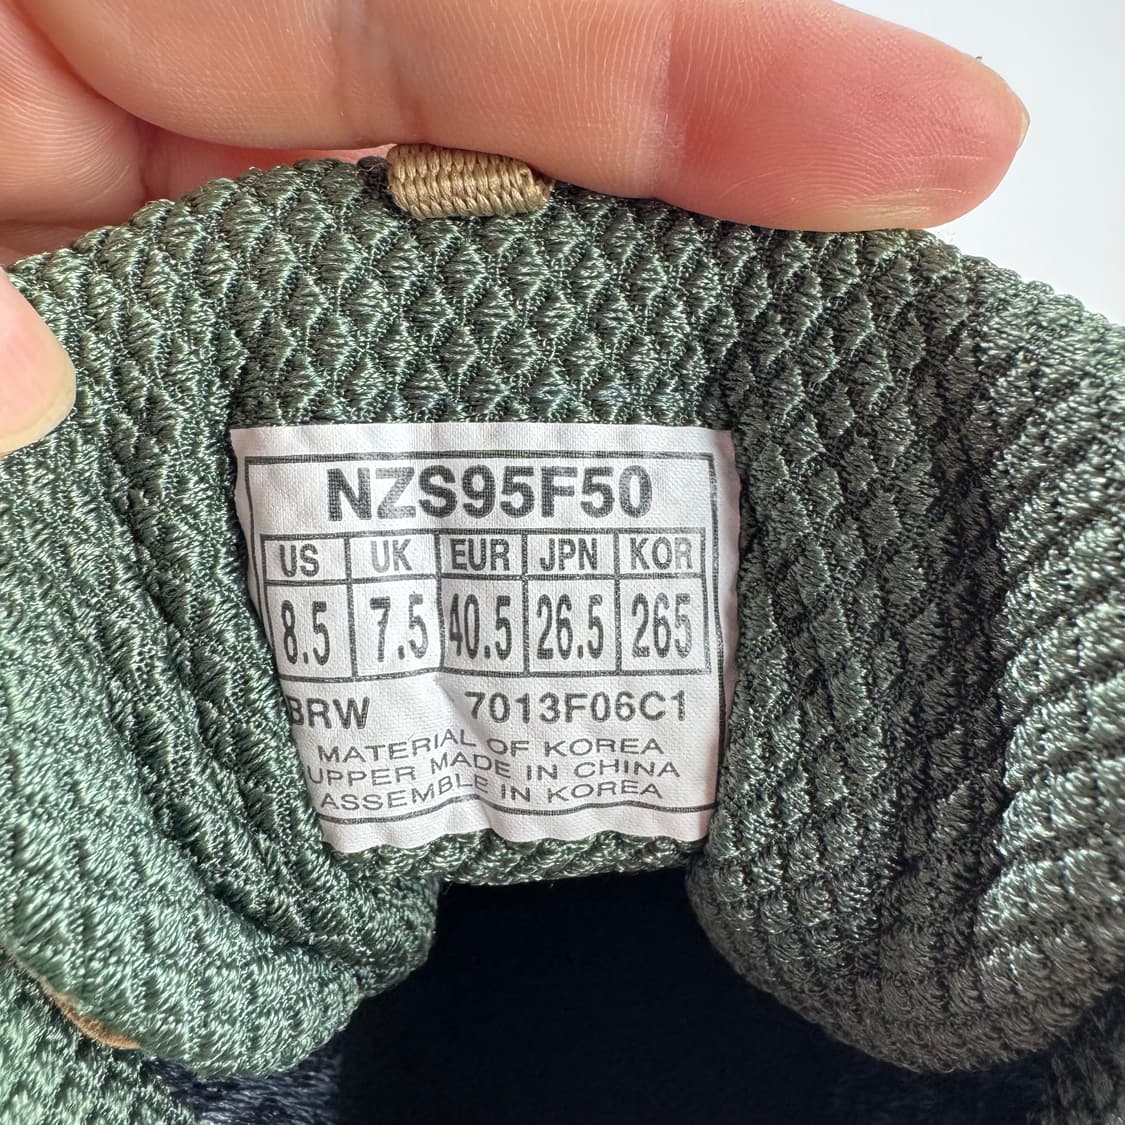 NZS95F50
US UK EUR JPN KOR
8.5 7.5 40.5 26.5 265
BRW 7013F06C1
MATERIAL OF KOREA
UPPER MADE IN CHINA
ASSEMBLE IN KOREA